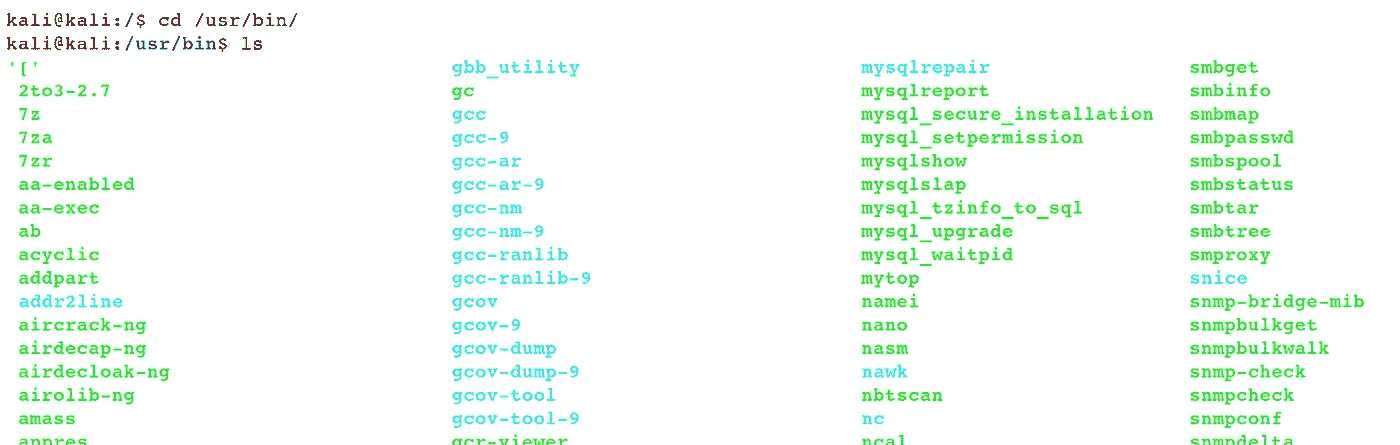 kali@kali:/$ cd /usr/bin/
kali@kali:/usr/bin$ ls
'[' gbb_utility mysqlrepair smbget
2to3-2.7 gc mysqlreport smbinfo
7z gcc mysql_secure_installation smbmap
7za gcc-9 mysql_setpermission smbpasswd
7zr gcc-ar mysqlshow smbspool
aa-enabled gcc-ar-9 mysqlslap smbstatus
aa-exec gcc-nm mysql_tzinfo_to_sql smbtar
ab gcc-nm-9 mysql_upgrade smbtree
acyclic gcc-ranlib mysql_waitpid smproxy
addpart gcc-ranlib-9 mytop snice
addr2line gcov namei snmp-bridge-mib
aircrack-ng gcov-9 nano snmpbulkget
airdecap-ng gcov-dump nasm snmpbulkwalk
airdecloak-ng gcov-dump-9 nawk snmp-check
airolib-ng gcov-tool nbtscan snmpcheck
amass gcov-tool-9 nc snmpconf
appres gcr-viewer ncal snmpdelta